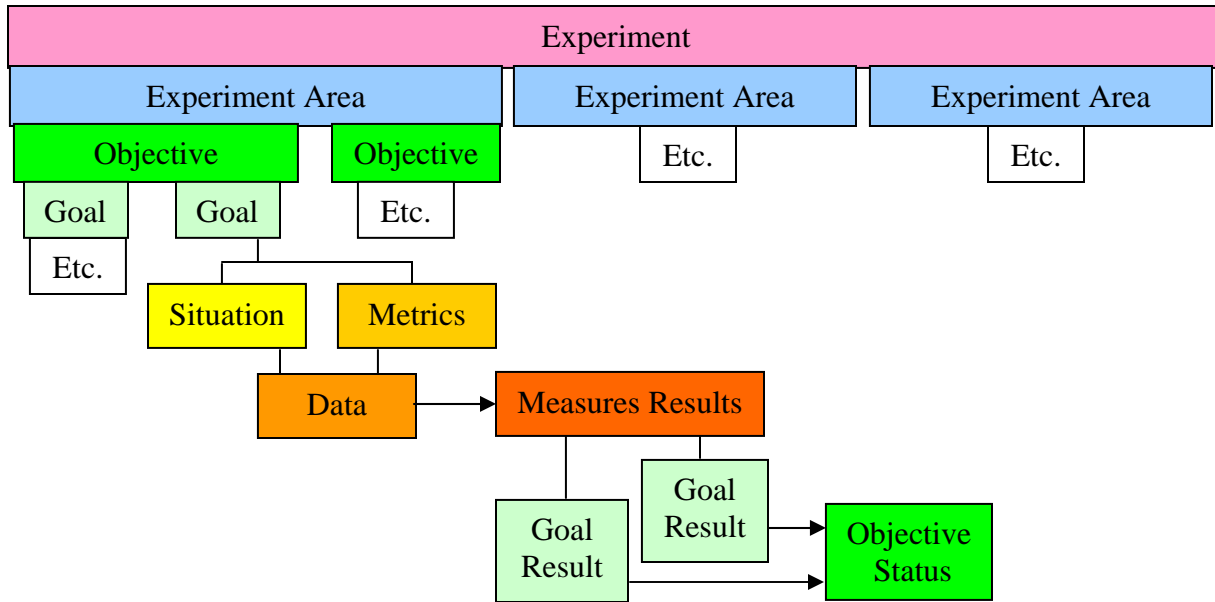 Experiment
Experiment Area
Experiment Area
Experiment Area
Objective
Objective
Etc.
Etc.
Goal
Goal
Etc.
Etc.
Situation
Metrics
Data
Measures Results
Goal
Result
Goal
Result
Objective
Status